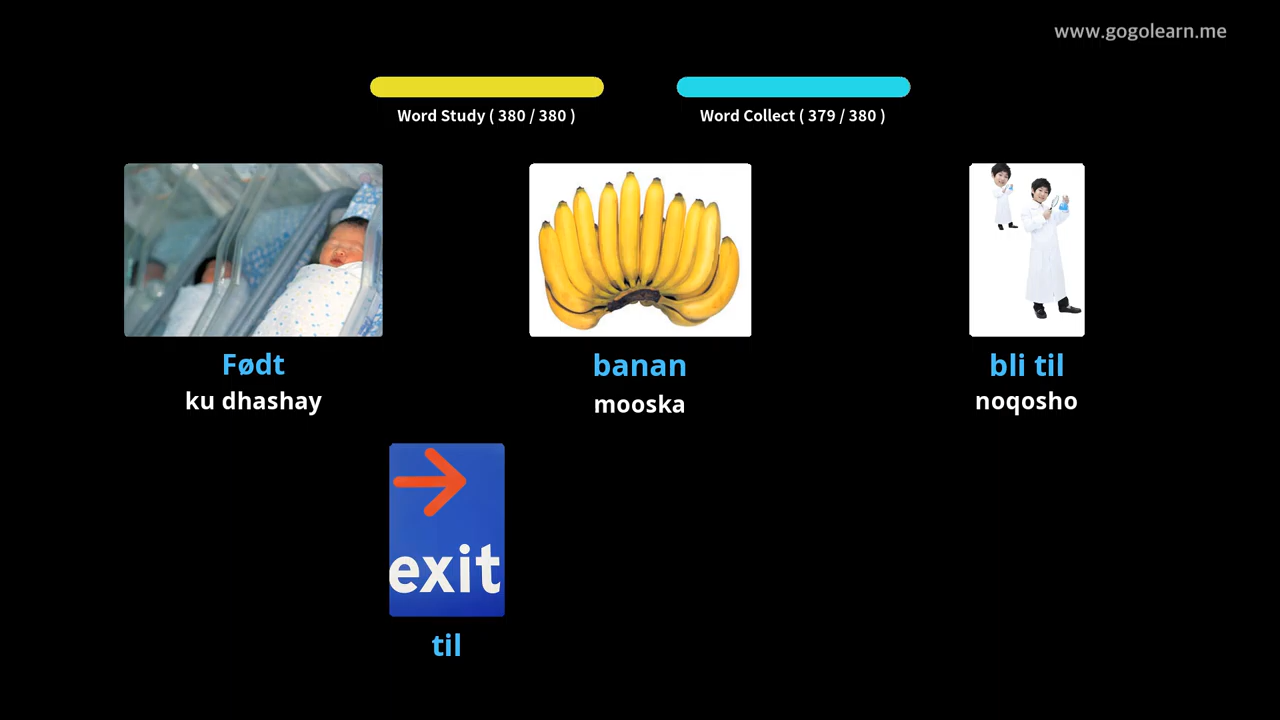 www.gogolearn.me
Word Study ( 380 / 380 )
Word Collect ( 379 / 380 )
Født
ku dhashay
banan
mooska
bli til
noqosho
exit
til